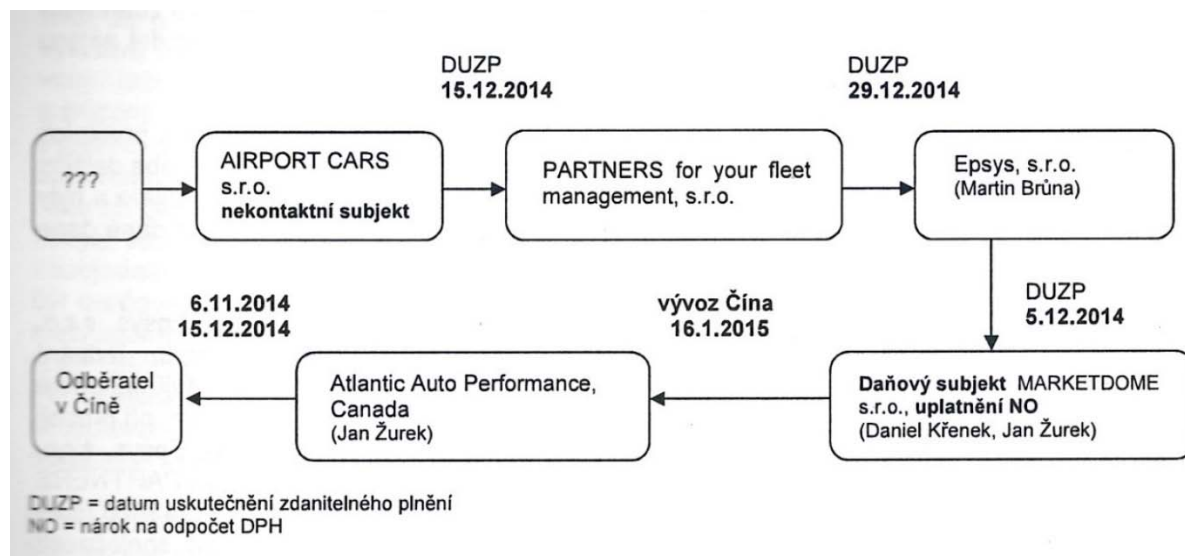 DUZP
15.12.2014
DUZP
29.12.2014
???
AIRPORT CARS
s.r.o.
nekontaktní subjekt
PARTNERS for your fleet
management, s.r.o.
Epsys, s.r.o.
(Martin Brůna)
DUZP
5.12.2014
6.11.2014
15.12.2014
vývoz Čína
16.1.2015
Odběratel
v Číně
Atlantic Auto Performance,
Canada
(Jan Žurek)
Daňový subjekt MARKETDOME
s.r.o., uplatnění NO
(Daniel Křenek, Jan Žurek)
DUZP = datum uskutečnění zdanitelného plnění
NO = nárok na odpočet DPH